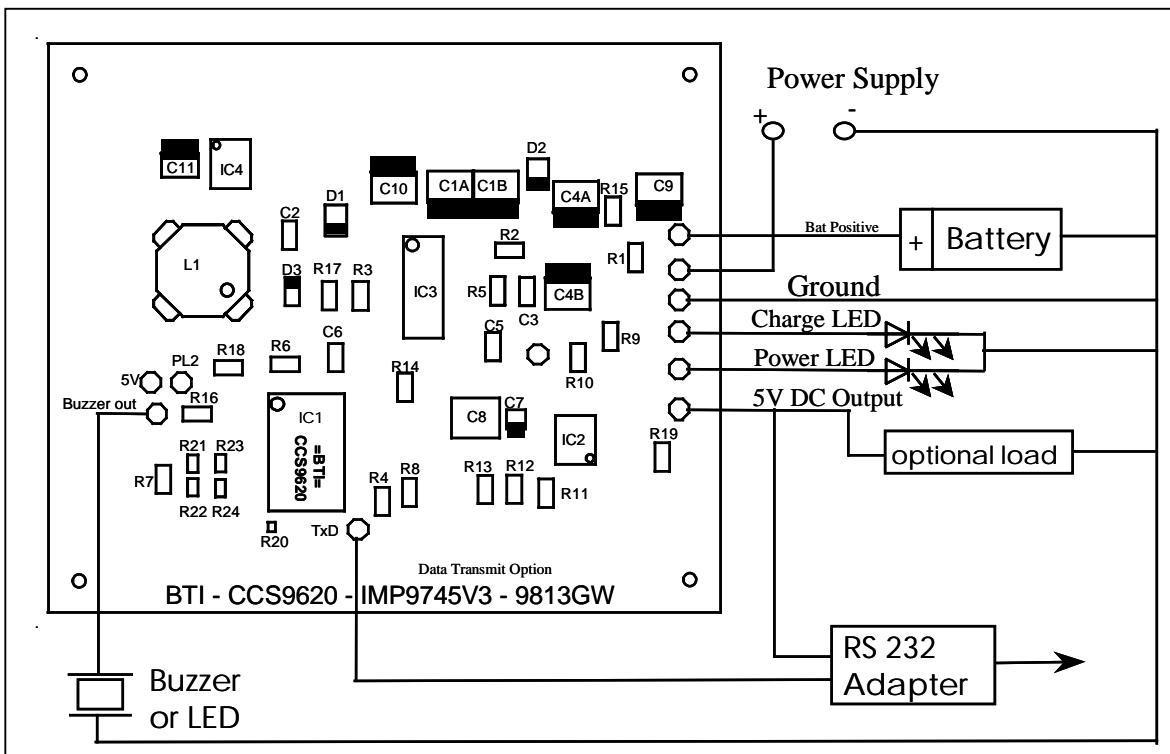 Power Supply
+ -
C11
IC4
C10
C1A
C1B
D2
C4A
R15
C9
C2
D1
R2
R1
Bat Positive
+ Battery
L1
D3
R17
R3
IC3
R5
C3
C4B
Ground
Charge LED
R18
R6
C6
C5
R9
R10
Power LED
5V
PL2
R14
5V DC Output
Buzzer out
R16
IC1
=BTI=
CCS9620
C8
C7
IC2
R19
optional load
R21
R23
R7
R22
R24
R4
R8
R13
R12
R11
R20
TxD
Data Transmit Option
BTI - CCS9620 - IMP9745V3 - 9813GW
RS 232
Adapter
Buzzer
or LED